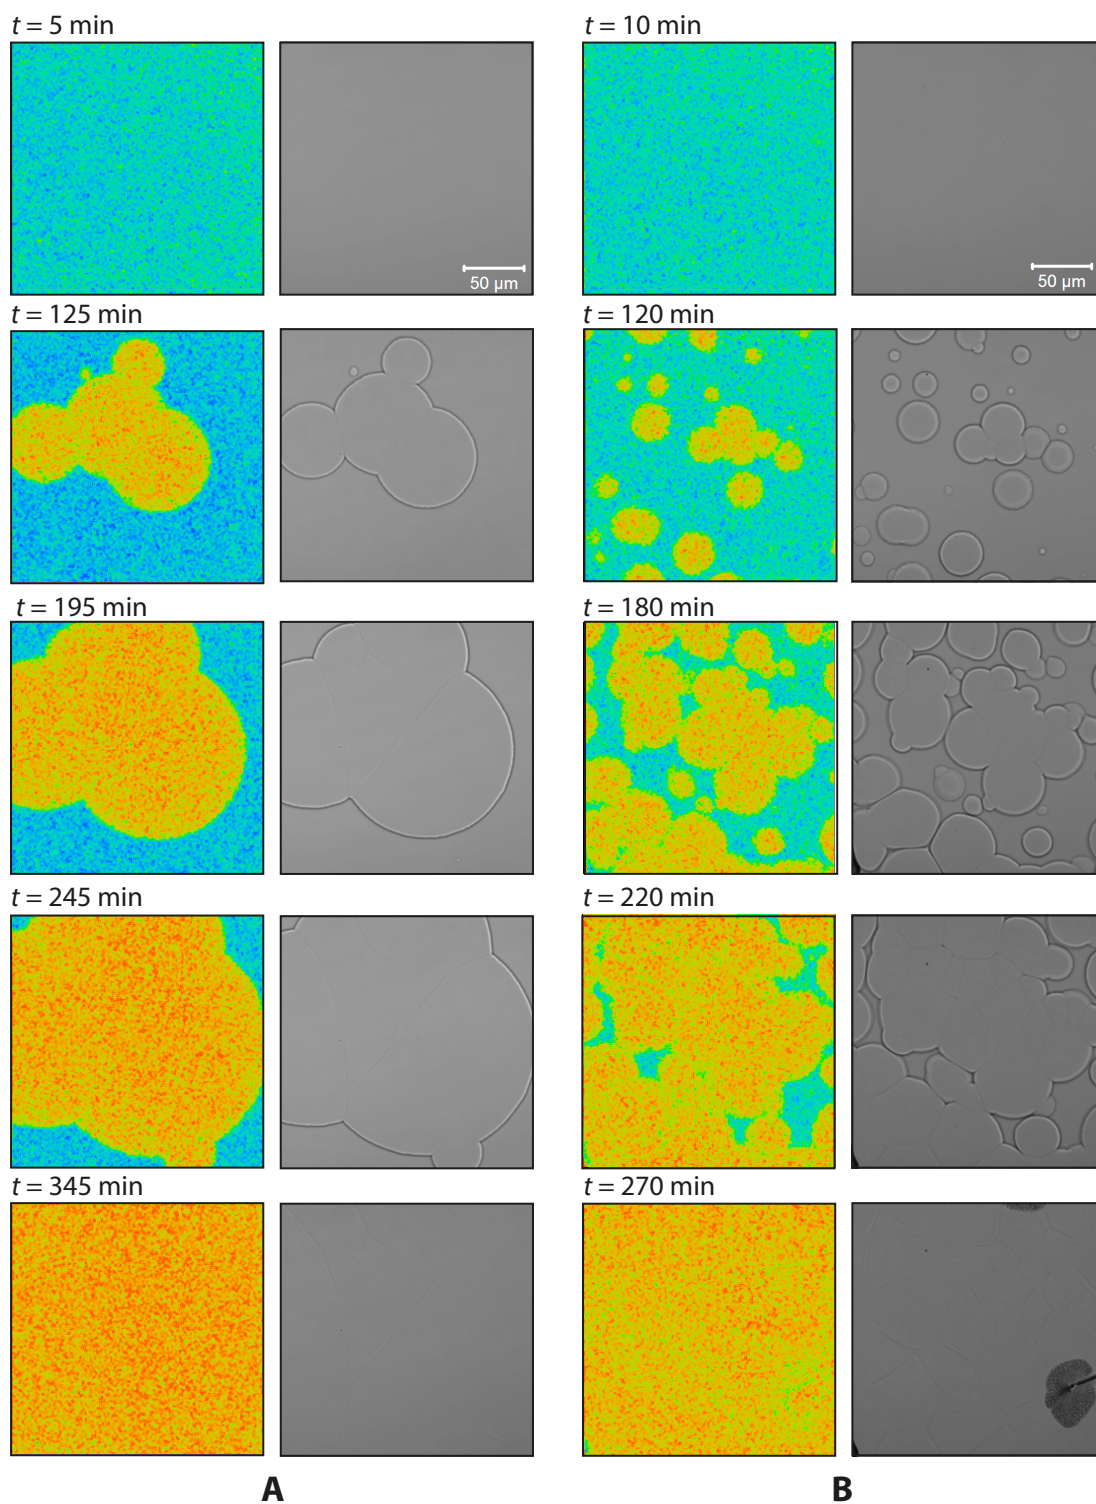 t = 5 min
t = 10 min
50 µm
50 µm
t = 125 min
t = 120 min
t = 195 min
t = 180 min
t = 245 min
t = 220 min
t = 345 min
t = 270 min
A
B